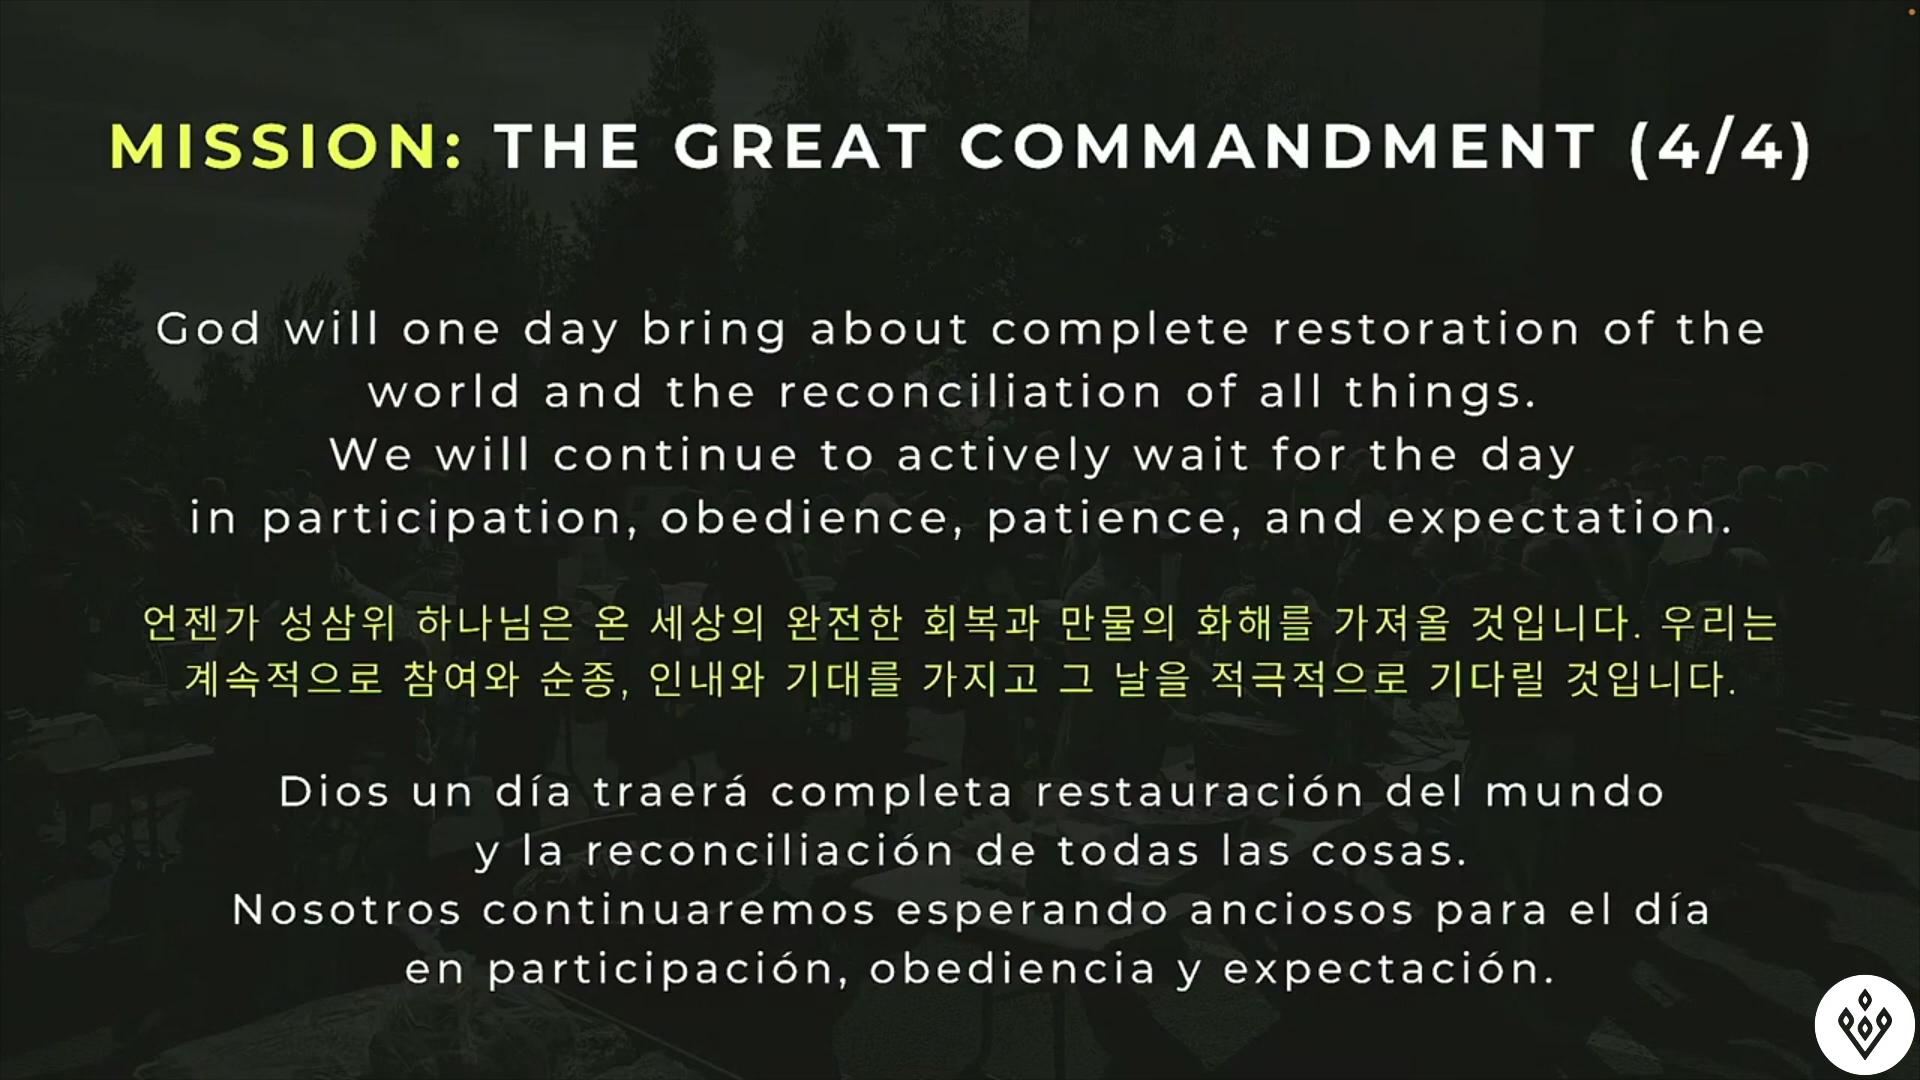 MISSION: THE GREAT COMMANDMENT (4/4)
God will one day bring about complete restoration of the
world and the reconciliation of all things.
We will continue to actively wait for the day
in participation, obedience, patience, and expectation.
언젠가 성삼위 하나님은 온 세상의 완전한 회복과 만물의 화해를 가져올 것입니다. 우리는
계속적으로 참여와 순종, 인내와 기대를 가지고 그 날을 적극적으로 기다릴 것입니다.
Dios un día traerá completa restauración del mundo
y la reconciliación de todas las cosas.
Nosotros continuaremos esperando anciosos para el día
en participación, obediencia y expectación.